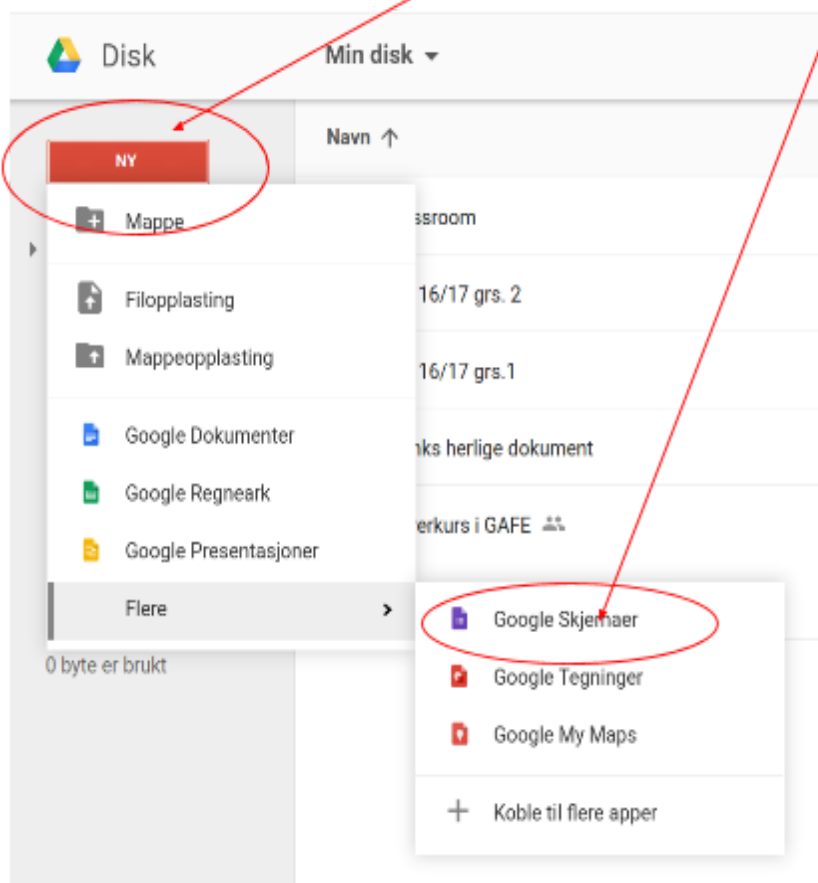 Disk
Min disk
Navn
NY
Mappe
ssroom
Filopplasting
16/17 grs. 2
Mappeopplasting
16/17 grs.1
Google Dokumenter
nks herlige dokument
Google Regneark
erkurs i GAFE
Google Presentasjoner
Flere
Google Skjemaer
0 byte er brukt
Google Tegninger
Google My Maps
Koble til flere apper